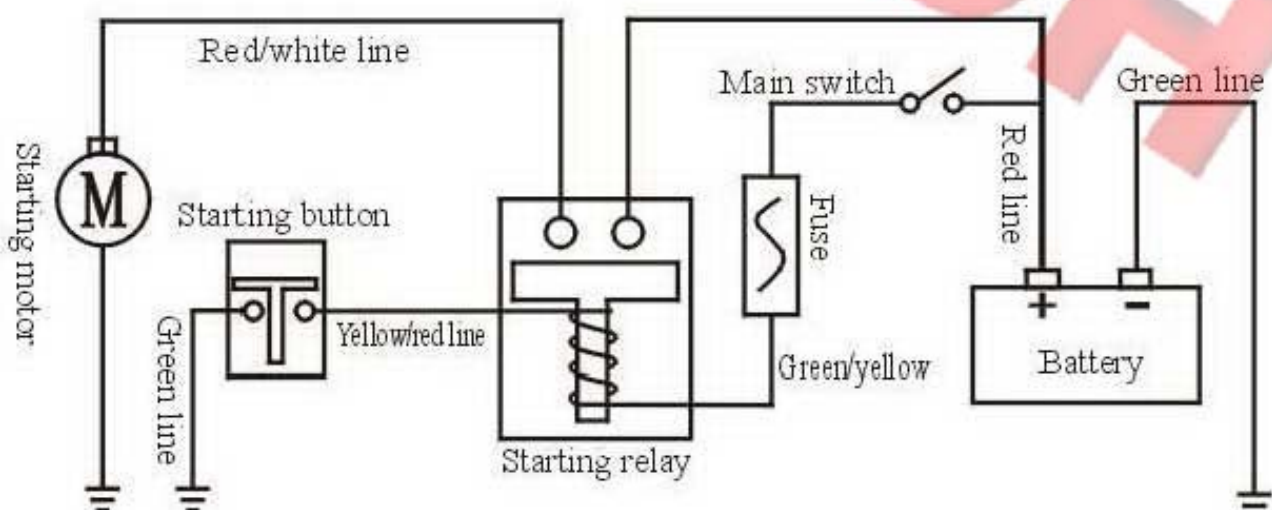 Red/white line
Main switch
Green line
Red line
Starting motor
M
Starting button
Fuse
Green line
Yellow/red line
+
-
Green/yellow
Battery
Starting relay